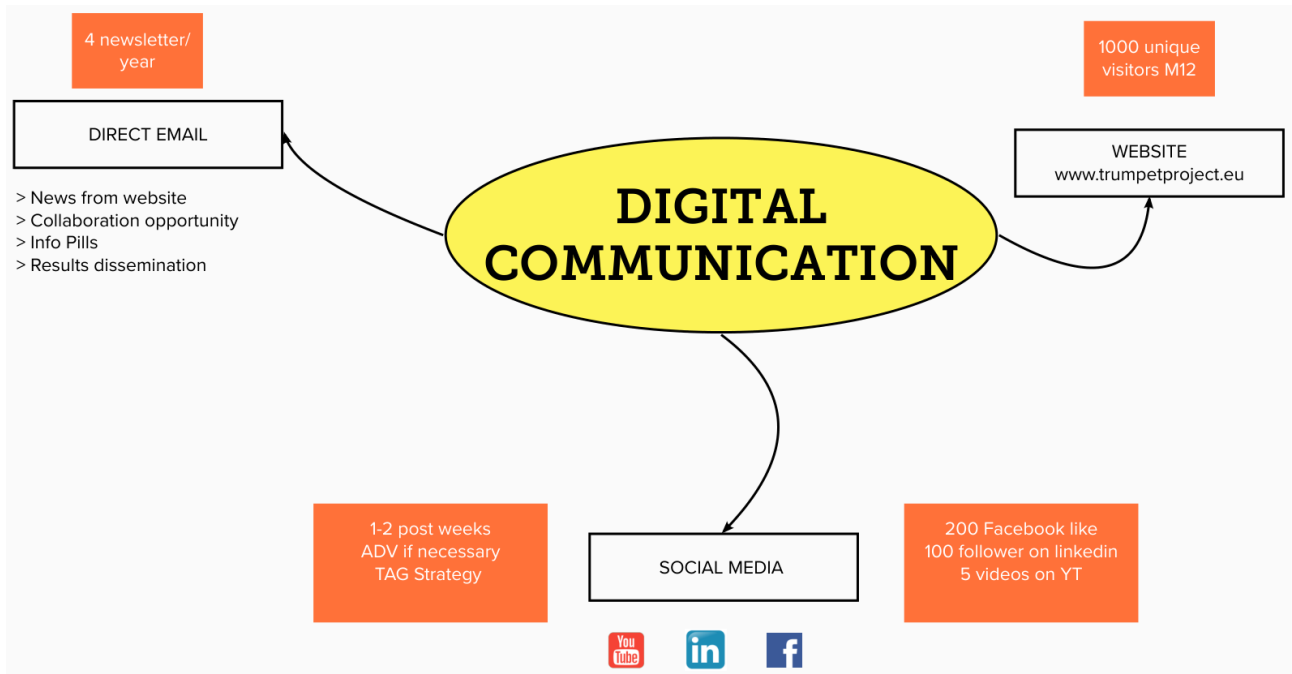 4 newsletter/
year
DIRECT EMAIL
> News from website
> Collaboration opportunity
> Info Pills
> Results dissemination
DIGITAL
COMMUNICATION
1000 unique
visitors M12
WEBSITE
www.trumpetproject.eu
1-2 post weeks
ADV if necessary
TAG Strategy
SOCIAL MEDIA
200 Facebook like
100 follower on linkedin
5 videos on YT
You
Tube
in
f